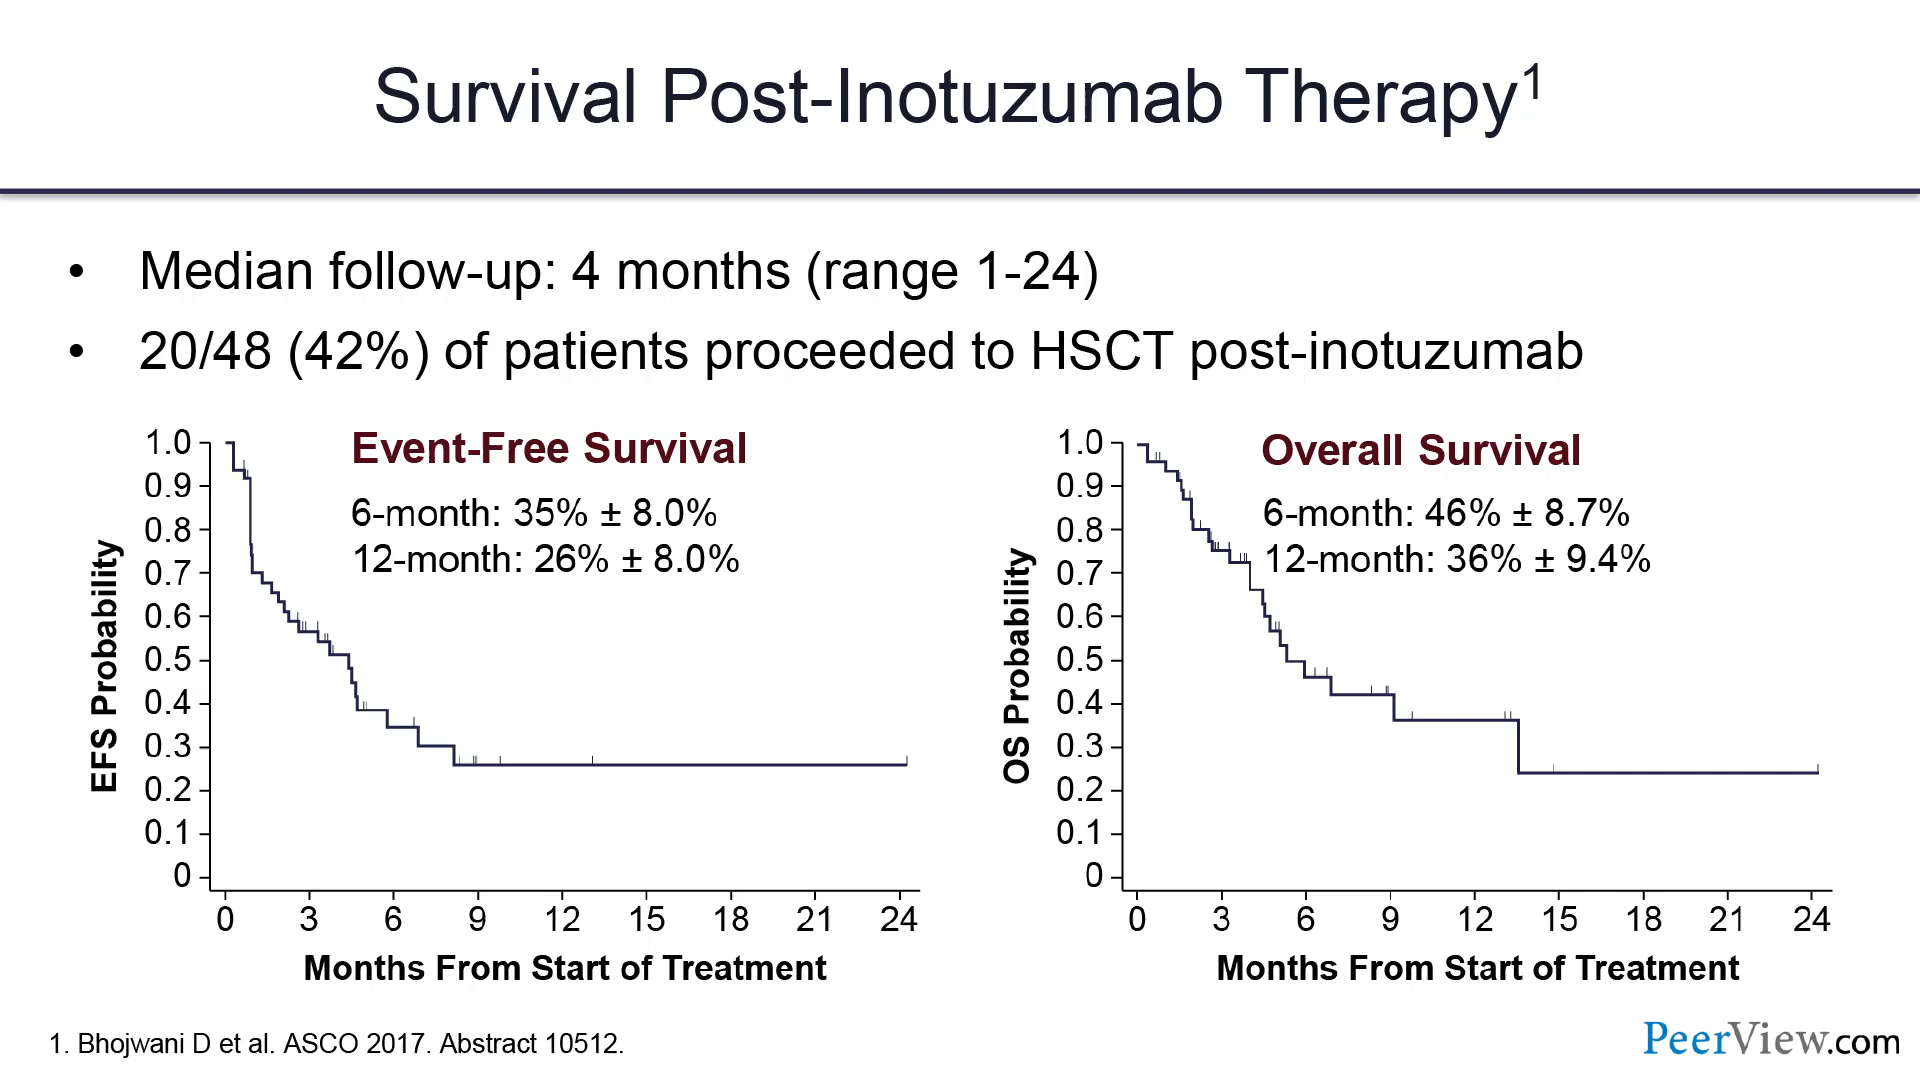 Survival Post-Inotuzumab Therapy1
• Median follow-up: 4 months (range 1-24)
• 20/48 (42%) of patients proceeded to HSCT post-inotuzumab
Event-Free Survival
6-month: 35% ± 8.0%
12-month: 26% ± 8.0%
EFS Probability
1.0
0.9
0.8
0.7
0.6
0.5
0.4
0.3
0.2
0.1
0
0 3 6 9 12 15 18 21 24
Months From Start of Treatment
Overall Survival
6-month: 46% ± 8.7%
12-month: 36% ± 9.4%
OS Probability
1.0
0.9
0.8
0.7
0.6
0.5
0.4
0.3
0.2
0.1
0
0 3 6 9 12 15 18 21 24
Months From Start of Treatment
1. Bhojwani D et al. ASCO 2017. Abstract 10512.
PeerView.com